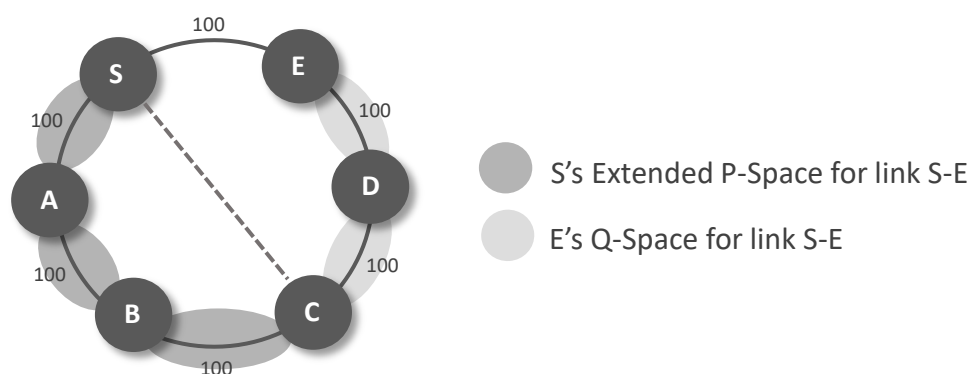 100
S
E
100
100
A
D
S's Extended P-Space for link S-E
E's Q-Space for link S-E
100
100
B
C
100